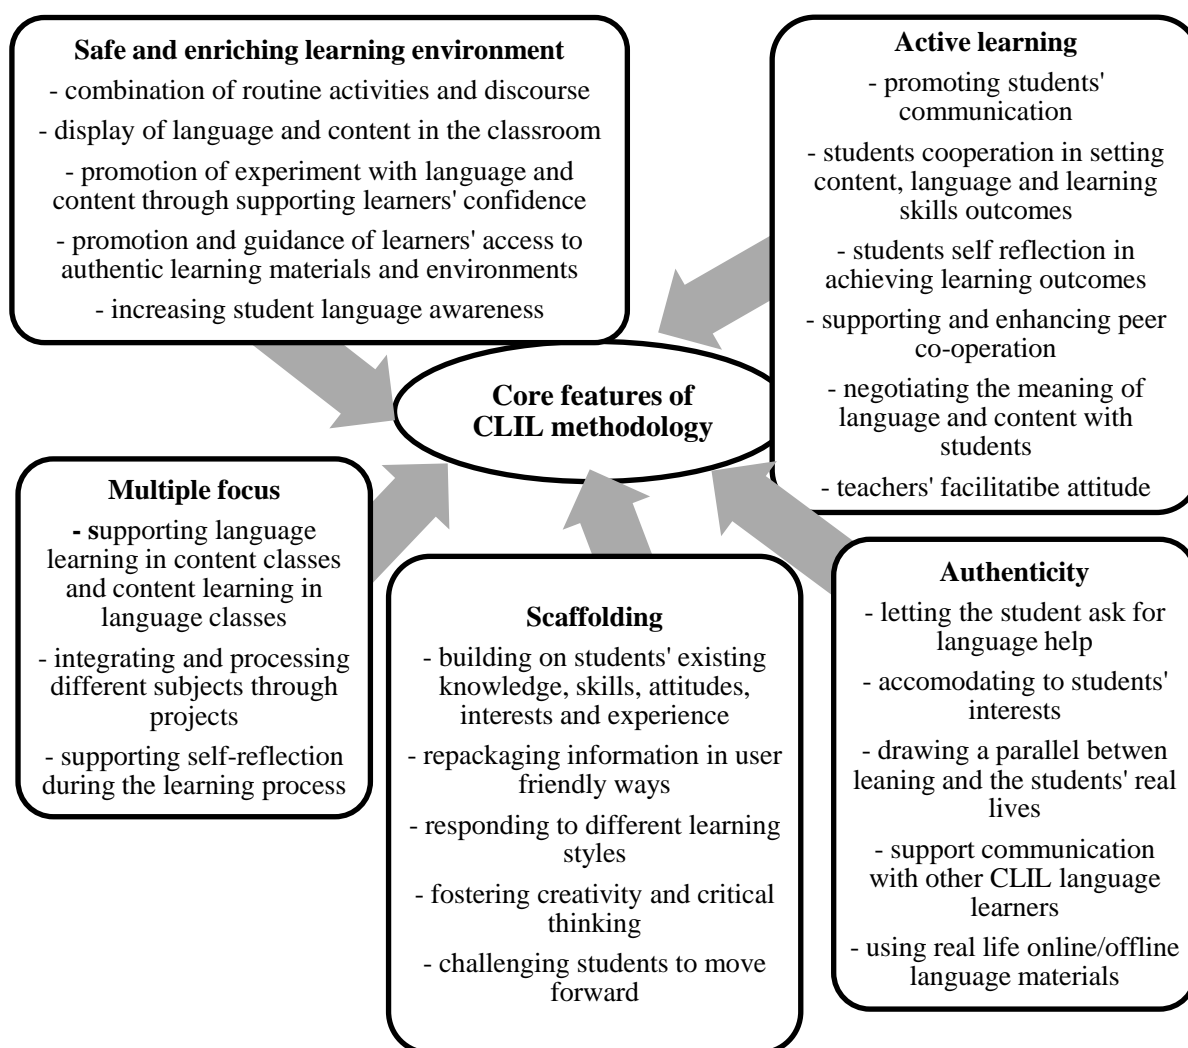 Safe and enriching learning environment
- combination of routine activities and discourse
- display of language and content in the classroom
- promotion of experiment with language and
content through supporting learners' confidence
- promotion and guidance of learners' access to
authentic learning materials and environments
- increasing student language awareness
Active learning
- promoting students'
communication
- students cooperation in setting
content, language and learning
skills outcomes
- students self reflection in
achieving learning outcomes
- supporting and enhancing peer
co-operation
- negotiating the meaning of
language and content with
students
- teachers' facilitatibe attitude
Core features of
CLIL methodology
Multiple focus
- supporting language
learning in content classes
and content learning in
language classes
- integrating and processing
different subjects through
projects
- supporting self-reflection
during the learning process
Scaffolding
- building on students' existing
knowledge, skills, attitudes,
interests and experience
- repackaging information in user
friendly ways
- responding to different learning
styles
- fostering creativity and critical
thinking
- challenging students to move
forward
Authenticity
- letting the student ask for
language help
- accomodating to students'
interests
- drawing a parallel betwen
leaning and the students' real
lives
- support communication
with other CLIL language
learners
- using real life online/offline
language materials